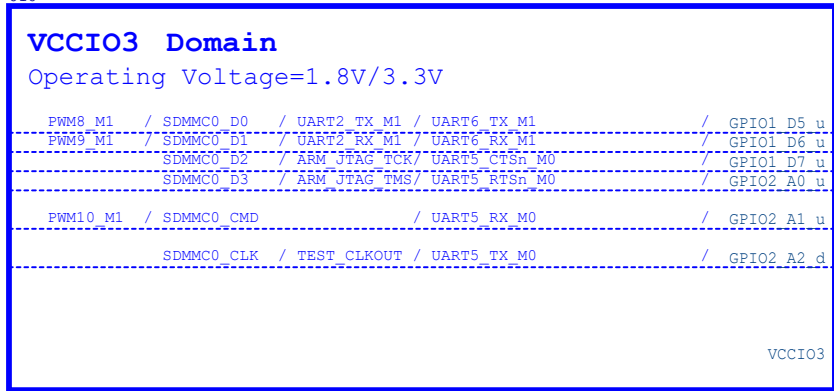 VCCIO3 Domain
Operating Voltage=1.8V/3.3V
PWM8_M1 / SDMMC0_D0 / UART2_TX_M1 / UART6_TX_M1 / GPIO1_D5_u
PWM9_M1 / SDMMC0_D1 / UART2_RX_M1 / UART6_RX_M1 / GPIO1_D6_u
SDMMC0_D2 / ARM_JTAG_TCK/ UART5_CTSn_M0 / GPIO1_D7_u
SDMMC0_D3 / ARM_JTAG_TMS/ UART5_RTSn_M0 / GPIO2_A0_u
PWM10_M1 / SDMMC0_CMD / UART5_RX_M0 / GPIO2_A1_u
SDMMC0_CLK / TEST_CLKOUT / UART5_TX_M0 / GPIO2_A2_d
VCCIO3